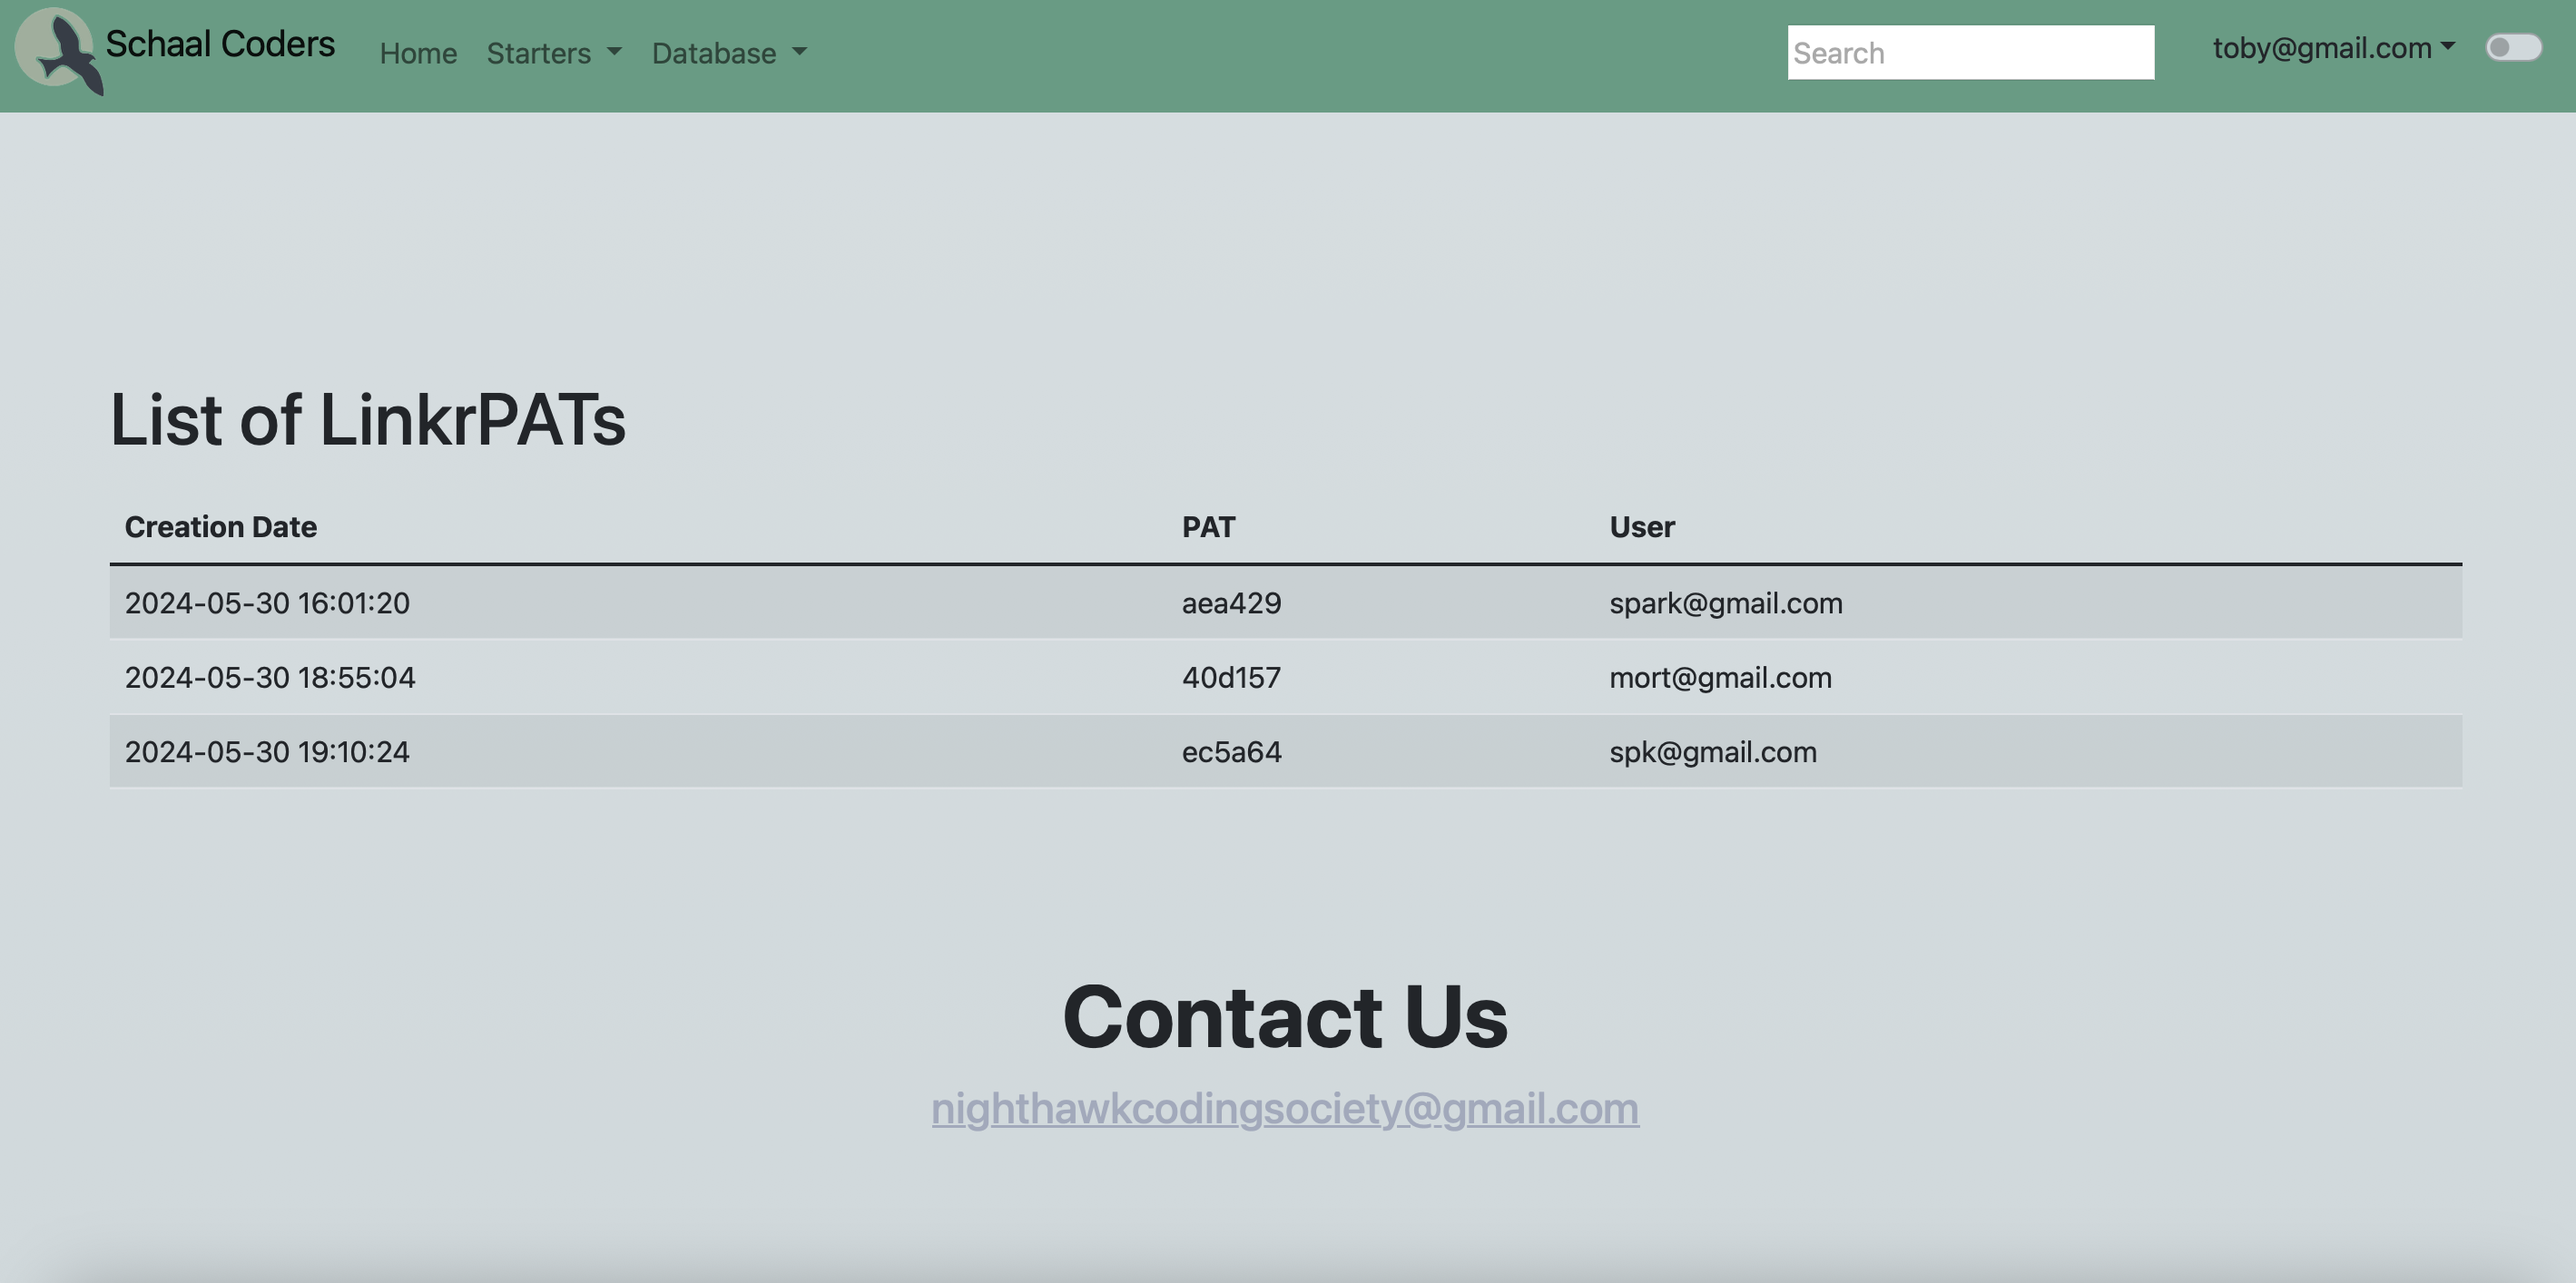 Schaal Coders Home Starters Database Search toby@gmail.com
List of LinkrPATs
Creation Date PAT User
2024-05-30 16:01:20 aea429 spark@gmail.com
2024-05-30 18:55:04 40d157 mort@gmail.com
2024-05-30 19:10:24 ec5a64 spk@gmail.com
Contact Us
nighthawkcodingsociety@gmail.com